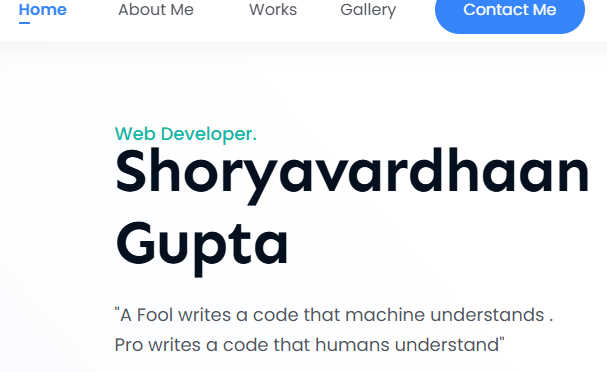 Home About Me Works Gallery Contact Me
Web Developer.
Shoryavardhaan
Gupta
"A Fool writes a code that machine understands .
Pro writes a code that humans understand"